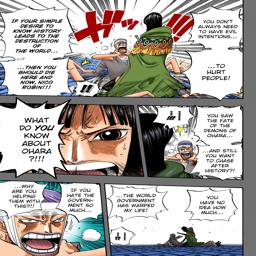 IF YOUR SIMPLE
DESIRE TO
KNOW HISTORY
LEADS TO THE
DESTRUCTION
OF THE
WORLD...
...THEN YOU
SHOULD DIE
HERE AND
NOW, NICO
ROBIN!!!
YOU DON'T
ALWAYS NEED
TO HAVE EVIL
INTENTIONS...
...TO
HURT
PEOPLE!
WHAT
DO YOU
KNOW
ABOUT
OHARA
?!!!
YOU SAW
THE FATE
OF THE
DEMONS OF
OHARA...
...AND STILL
YOU WANT
TO CHASE
AFTER
HISTORY?!
...WHY
ARE YOU
HELPING
THEM WITH
THIS?!!
IF YOU
HATE THE
GOVERN-
MENT SO
MUCH...
...THE WORLD
GOVERNMENT
HAS WARPED
MY LIFE!
YOU
HAVE NO
IDEA HOW
MUCH...